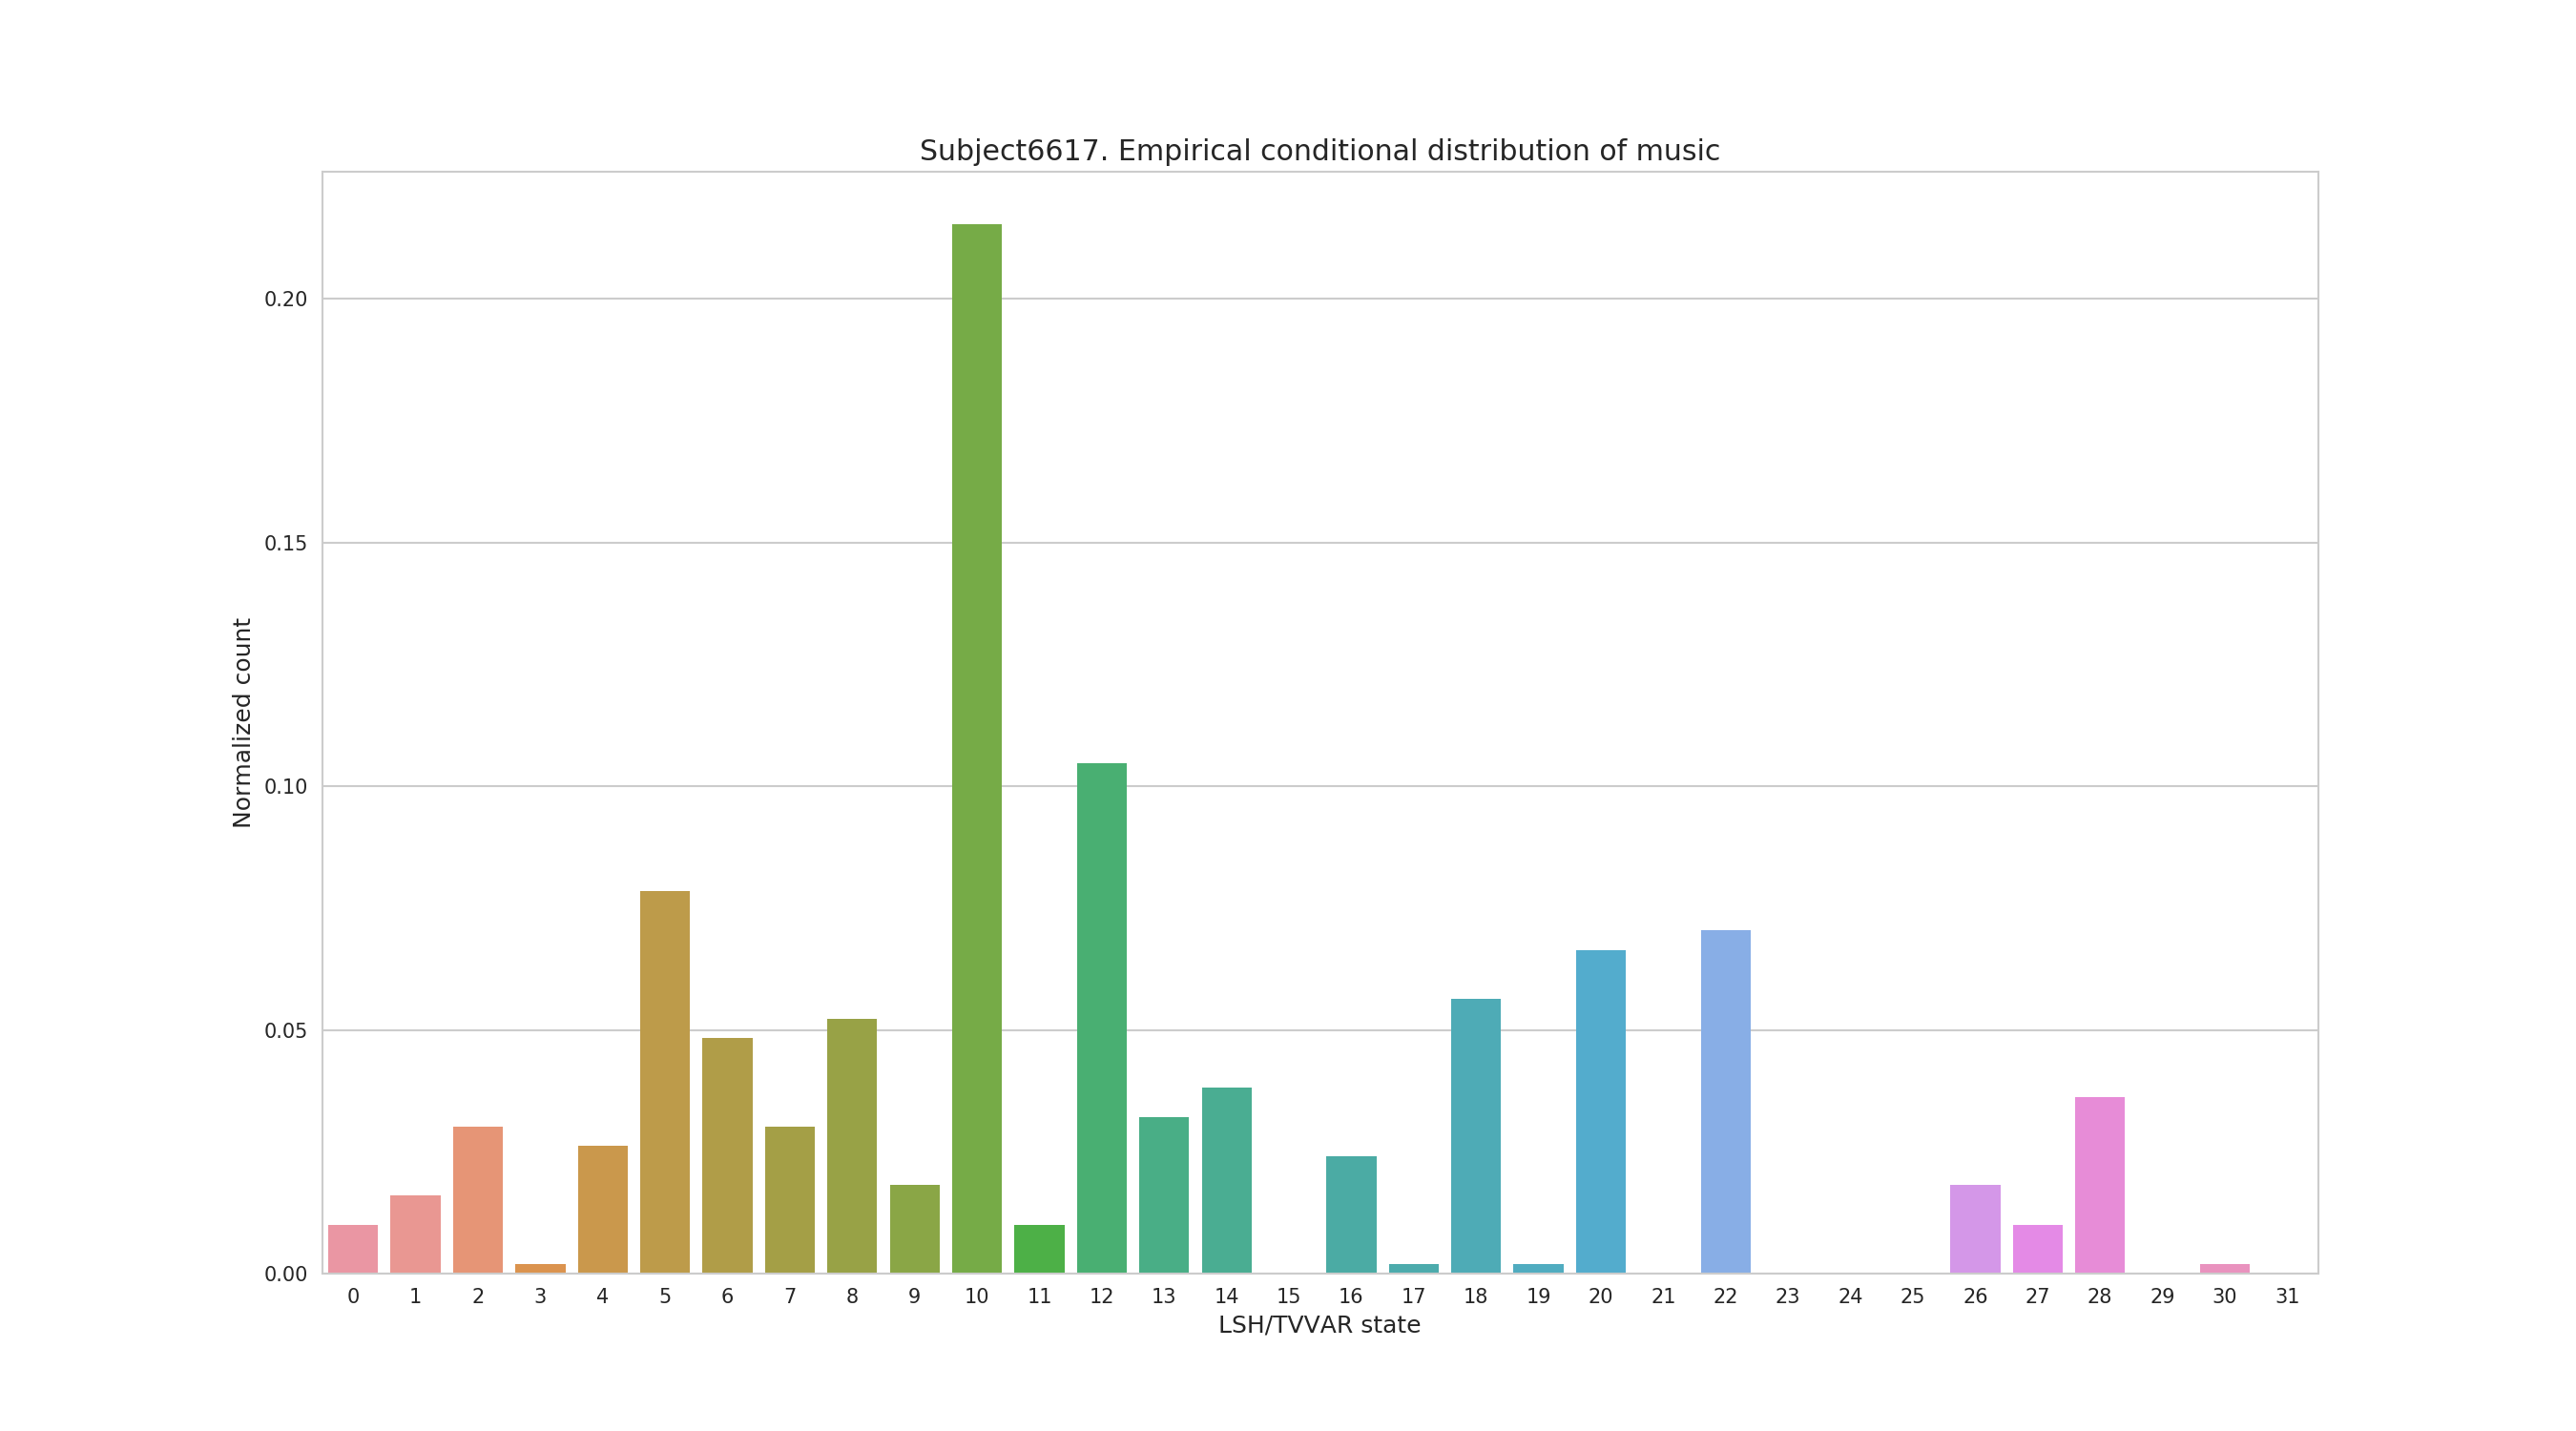 Subject6617. Empirical conditional distribution of music
Normalized count
0.20
0.15
0.10
0.05
0.00
0 1 2 3 4 5 6 7 8 9 10 11 12 13 14 15 16 17 18 19 20 21 22 23 24 25 26 27 28 29 30 31
LSH/TVVAR state